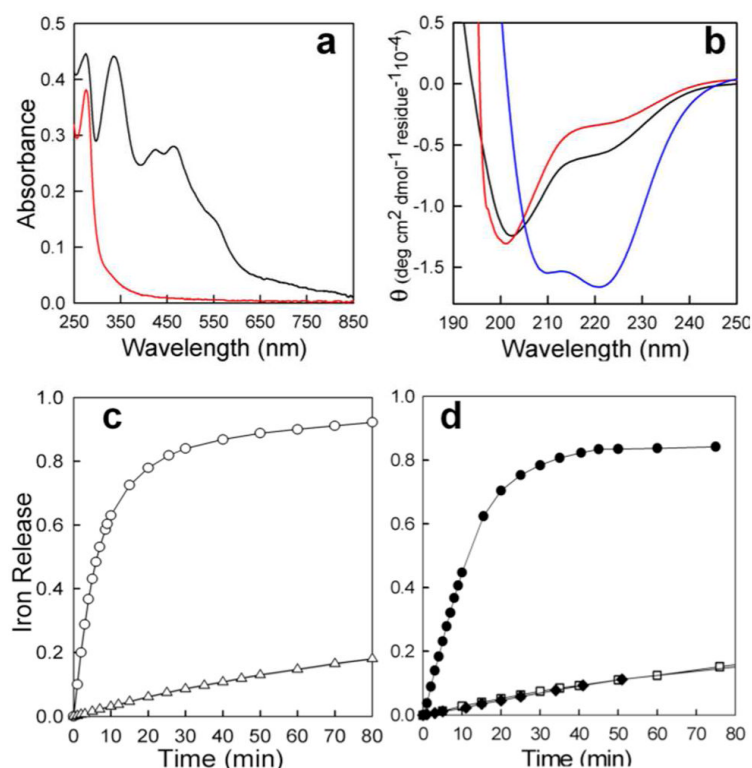 a
0.5
0.4
0.3
0.2
0.1
0.0
Absorbance
250 350 450 550 650 750 850
Wavelength (nm)
b
0.5
0.0
-0.5
-1.0
-1.5
θ (deg cm² dmol⁻¹ residue⁻¹10⁻⁴)
190 200 210 220 230 240 250
Wavelength (nm)
c
1.0
0.8
0.6
0.4
0.2
0.0
Iron Release
0 10 20 30 40 50 60 70 80
Time (min)
d
1.0
0.8
0.6
0.4
0.2
0.0
0 10 20 30 40 50 60 70 80
Time (min)